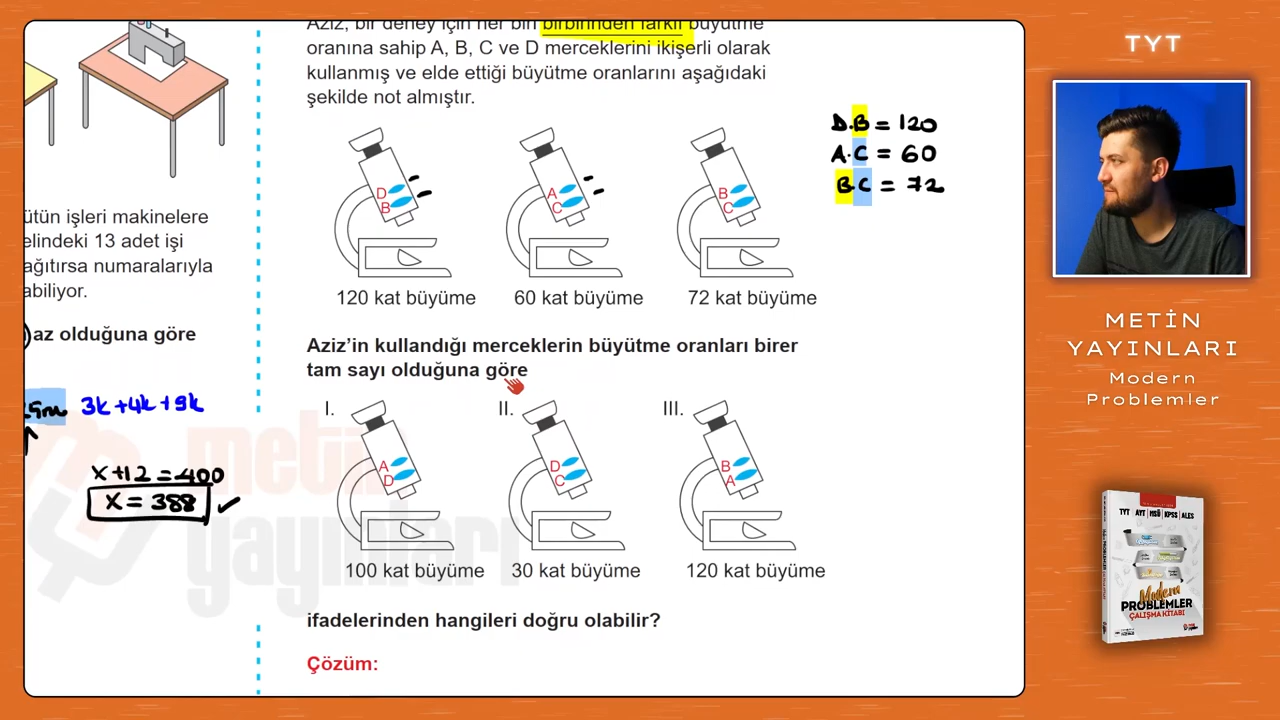 Aziz, bir deney için her biri birbirinden farklı büyütme
oranına sahip A, B, C ve D merceklerini ikişerli olarak
kullanmış ve elde ettiği büyütme oranlarını aşağıdaki
şekilde not almıştır.
D
B
A
C
B
C
120 kat büyüme
60 kat büyüme
72 kat büyüme
D.B = 120
A.C = 60
BC = 72
Aziz’in kullandığı merceklerin büyütme oranları birer
tam sayı olduğuna göre
I.
II.
III.
A
D
D
C
B
A
100 kat büyüme
30 kat büyüme
120 kat büyüme
ifadelerinden hangileri doğru olabilir?
Çözüm:
ütün işleri makinelere
elindeki 13 adet işi
ağıtırsa numaralarıyla
abiliyor.
az olduğuna göre
3k+4k+9k
x+12=400
x=388
metin
yayınları
TYT
METİN
YAYINLARI
Modern
Problemler
TYT | AYT | MSÜ | KPSS | ALES
Modern
PROBLEMLER
ÇALIŞMA KİTABI